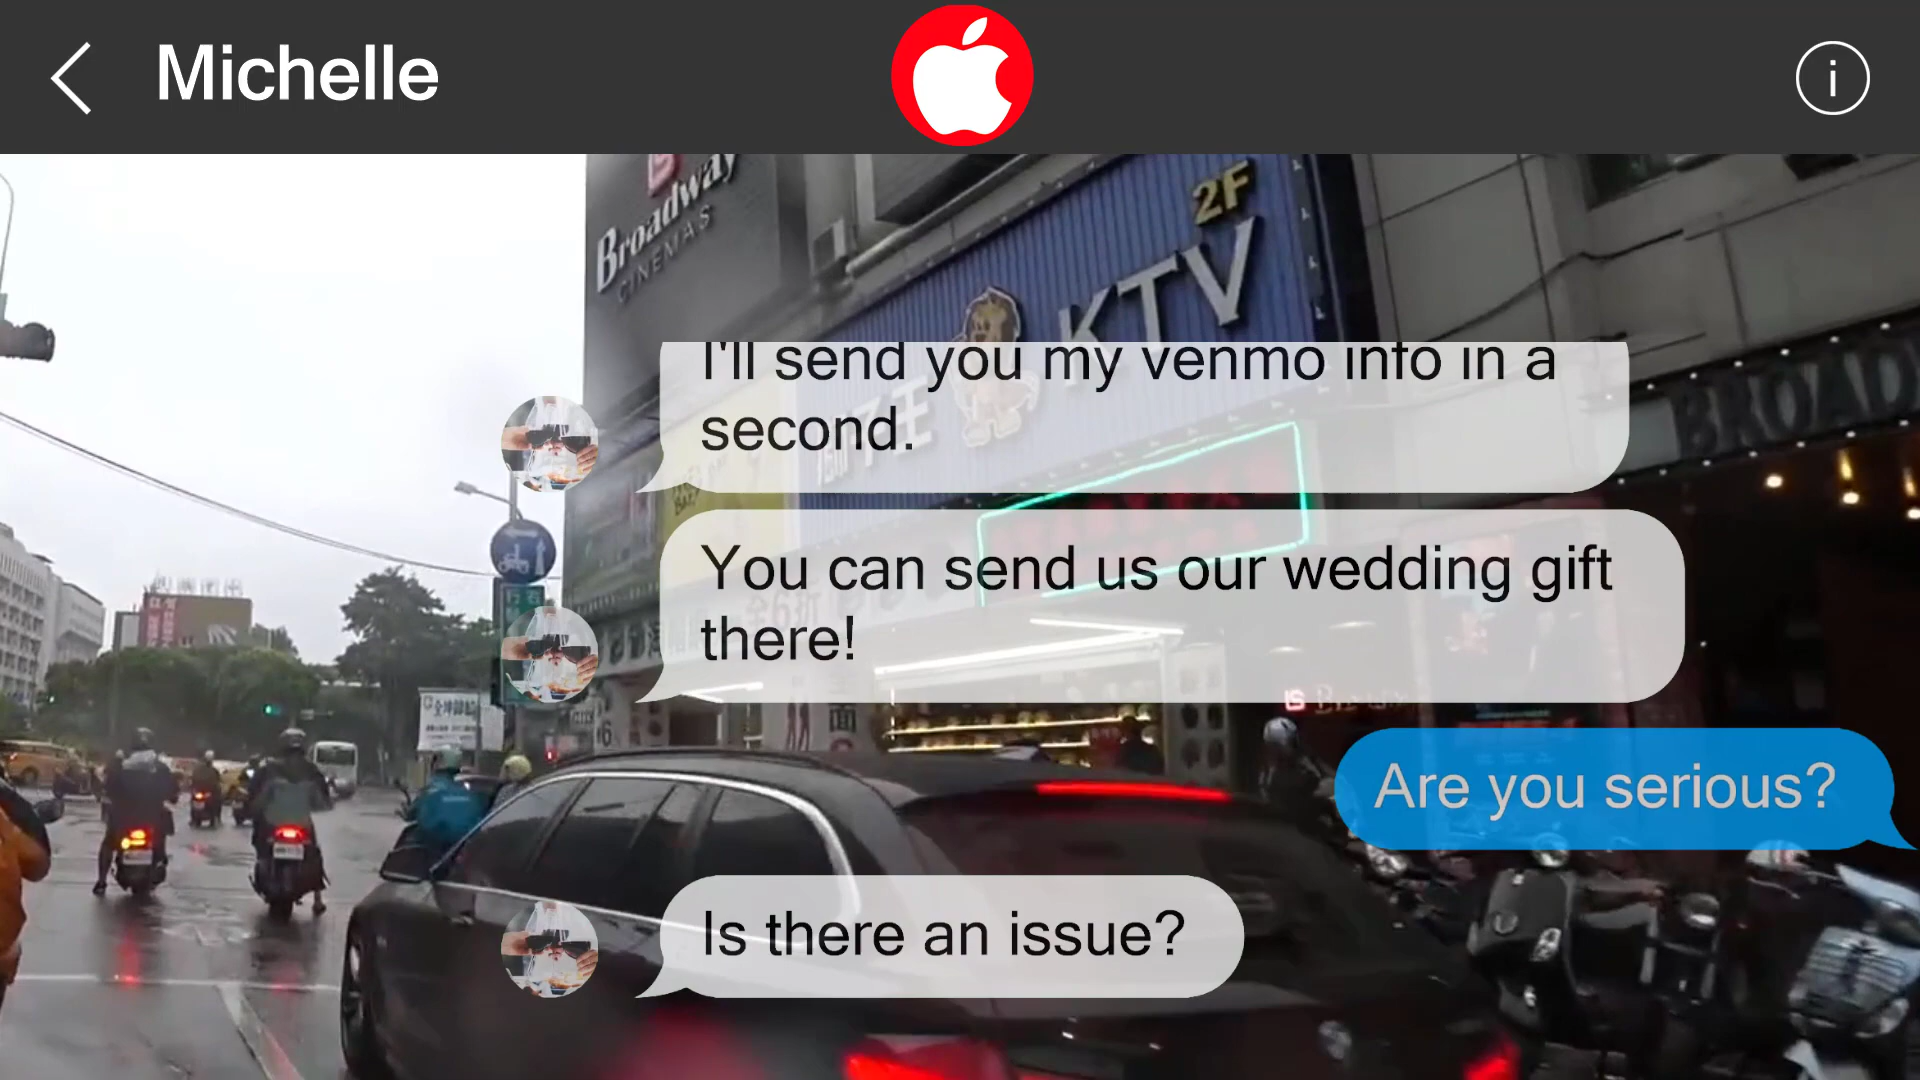 Michelle
i
Broadway
CINEMAS
2F
KTV
BROAD
I'll send you my venmo info in a
second.
You can send us our wedding gift
there!
Are you serious?
Is there an issue?